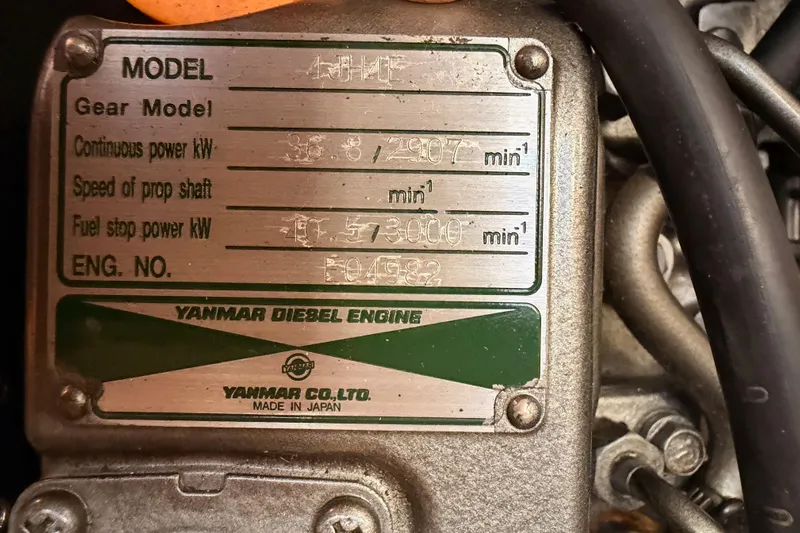 MODEL
Gear Model
Continuous power kW / 2907 min-1
Speed of prop shaft min-1
Fuel stop power kW / 3000 min-1
ENG. NO.
YANMAR DIESEL ENGINE
YANMAR
YANMAR CO.,LTD.
MADE IN JAPAN